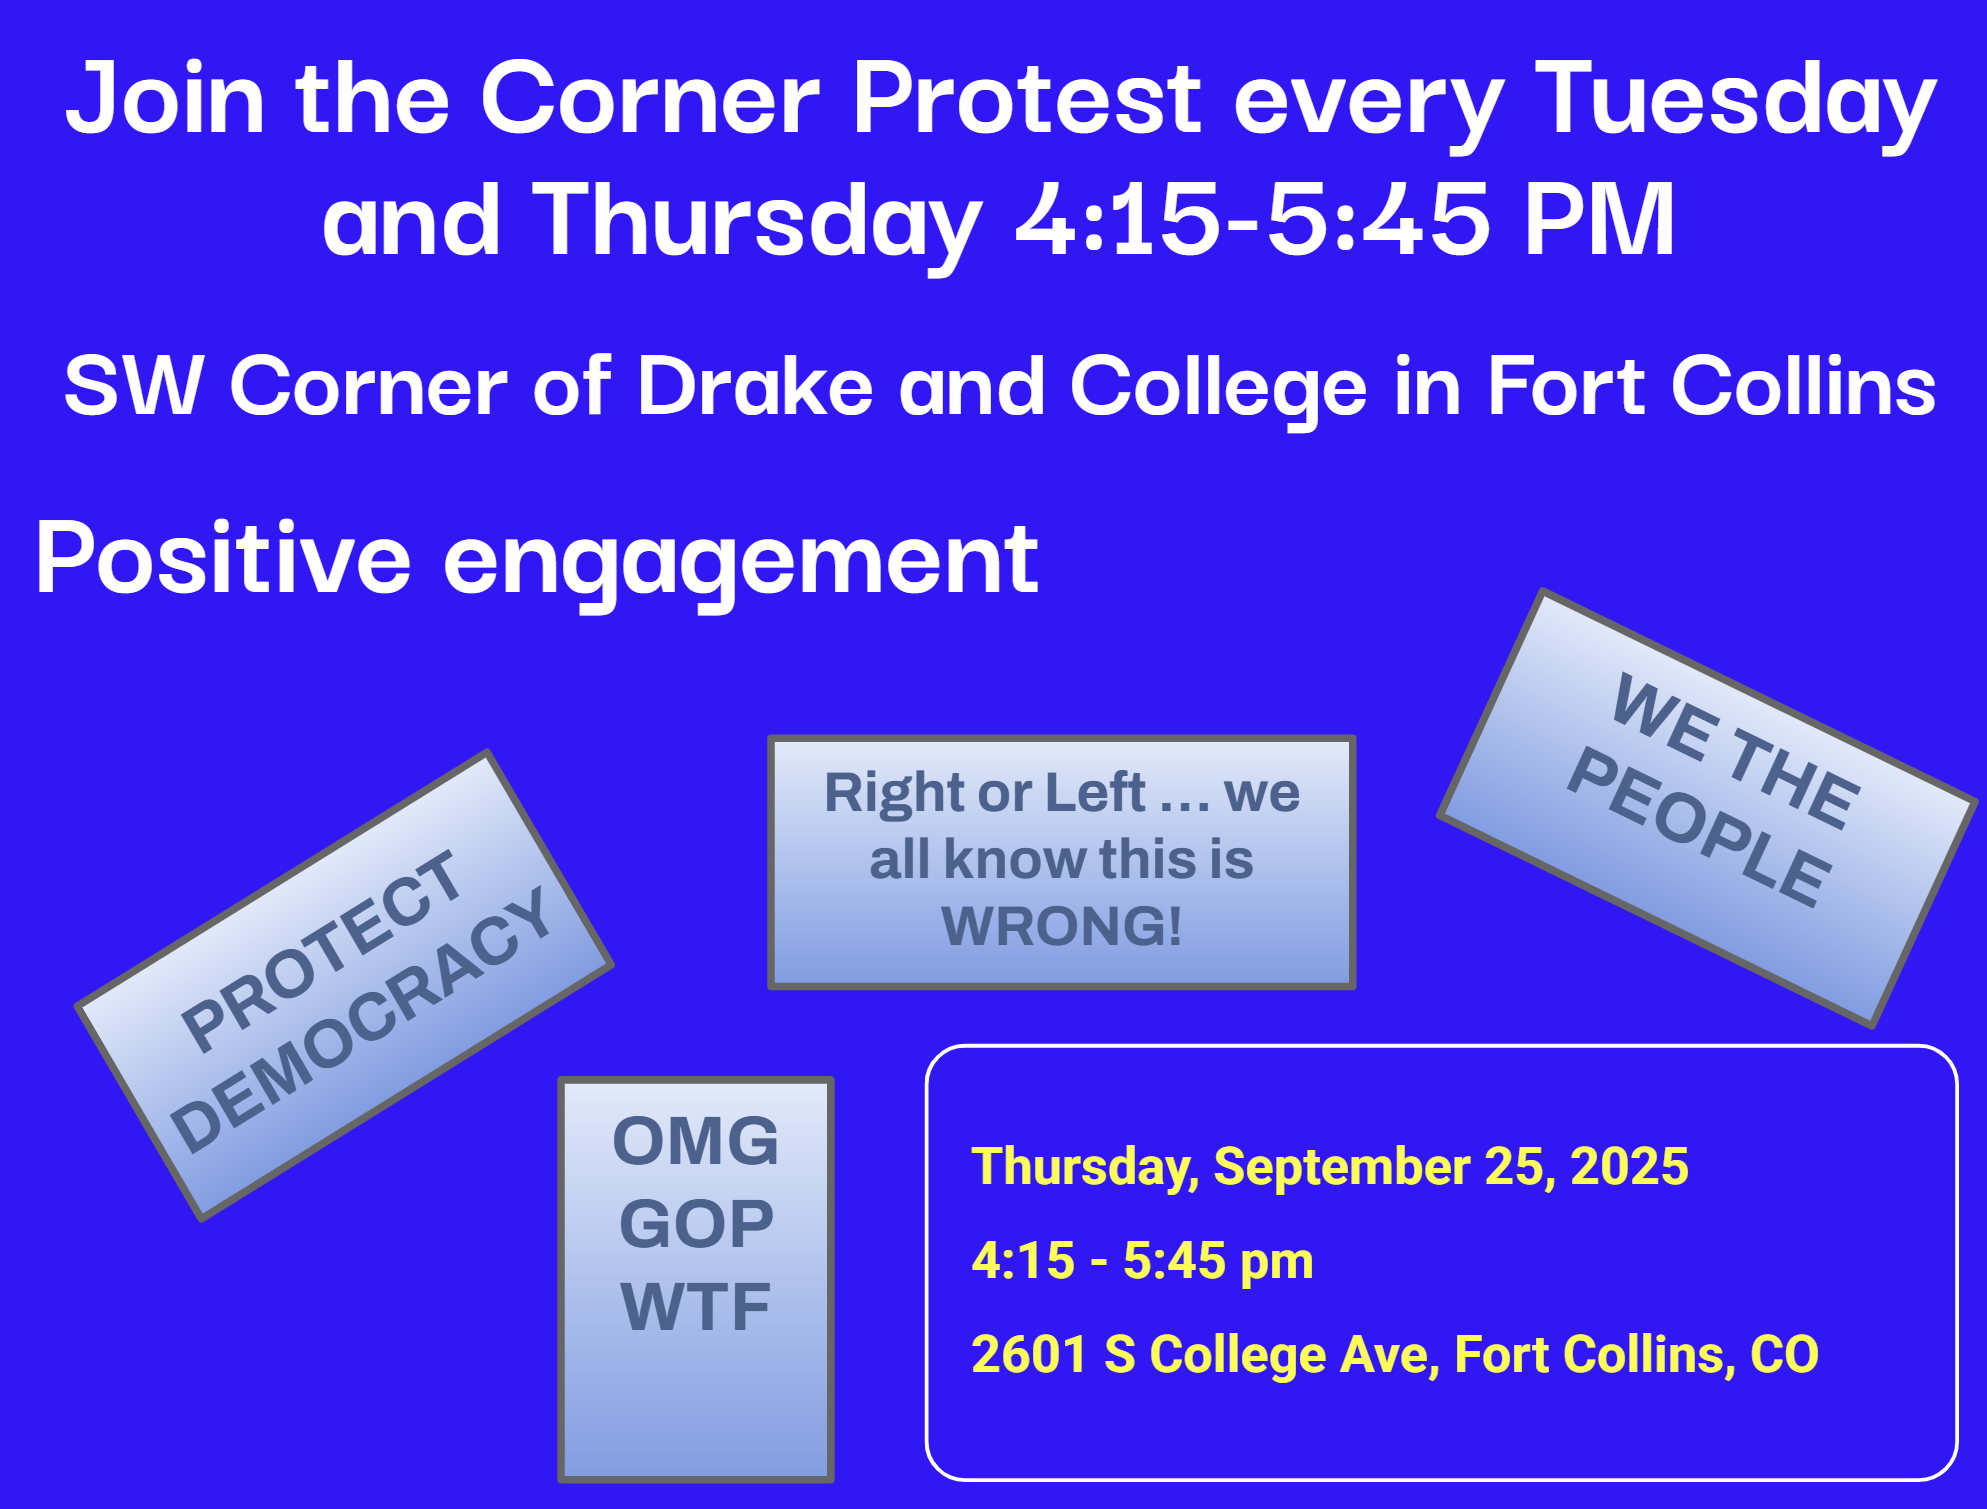 Join the Corner Protest every Tuesday
and Thursday 4:15-5:45 PM
SW Corner of Drake and College in Fort Collins
Positive engagement
WE THE
PEOPLE
Right or Left ... we
all know this is
WRONG!
PROTECT
DEMOCRACY
OMG
GOP
WTF
Thursday, September 25, 2025
4:15 - 5:45 pm
2601 S College Ave, Fort Collins, CO